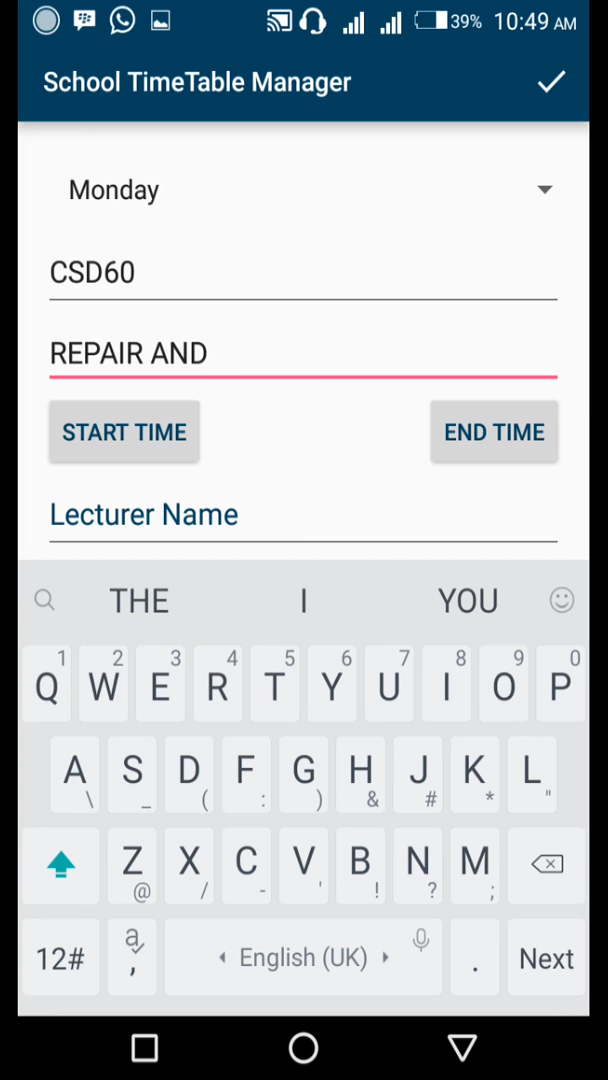 39% 10:49 AM
School TimeTable Manager
Monday
CSD60
REPAIR AND
START TIME END TIME
Lecturer Name
THE I YOU
1 2 3 4 5 6 7 8 9 0
Q W E R T Y U I O P
A S D F G H J K L
\ _ ( : ) & # * "
Z X C V B N M
@ / - ' ! ? ;
12# a , English (UK) . Next